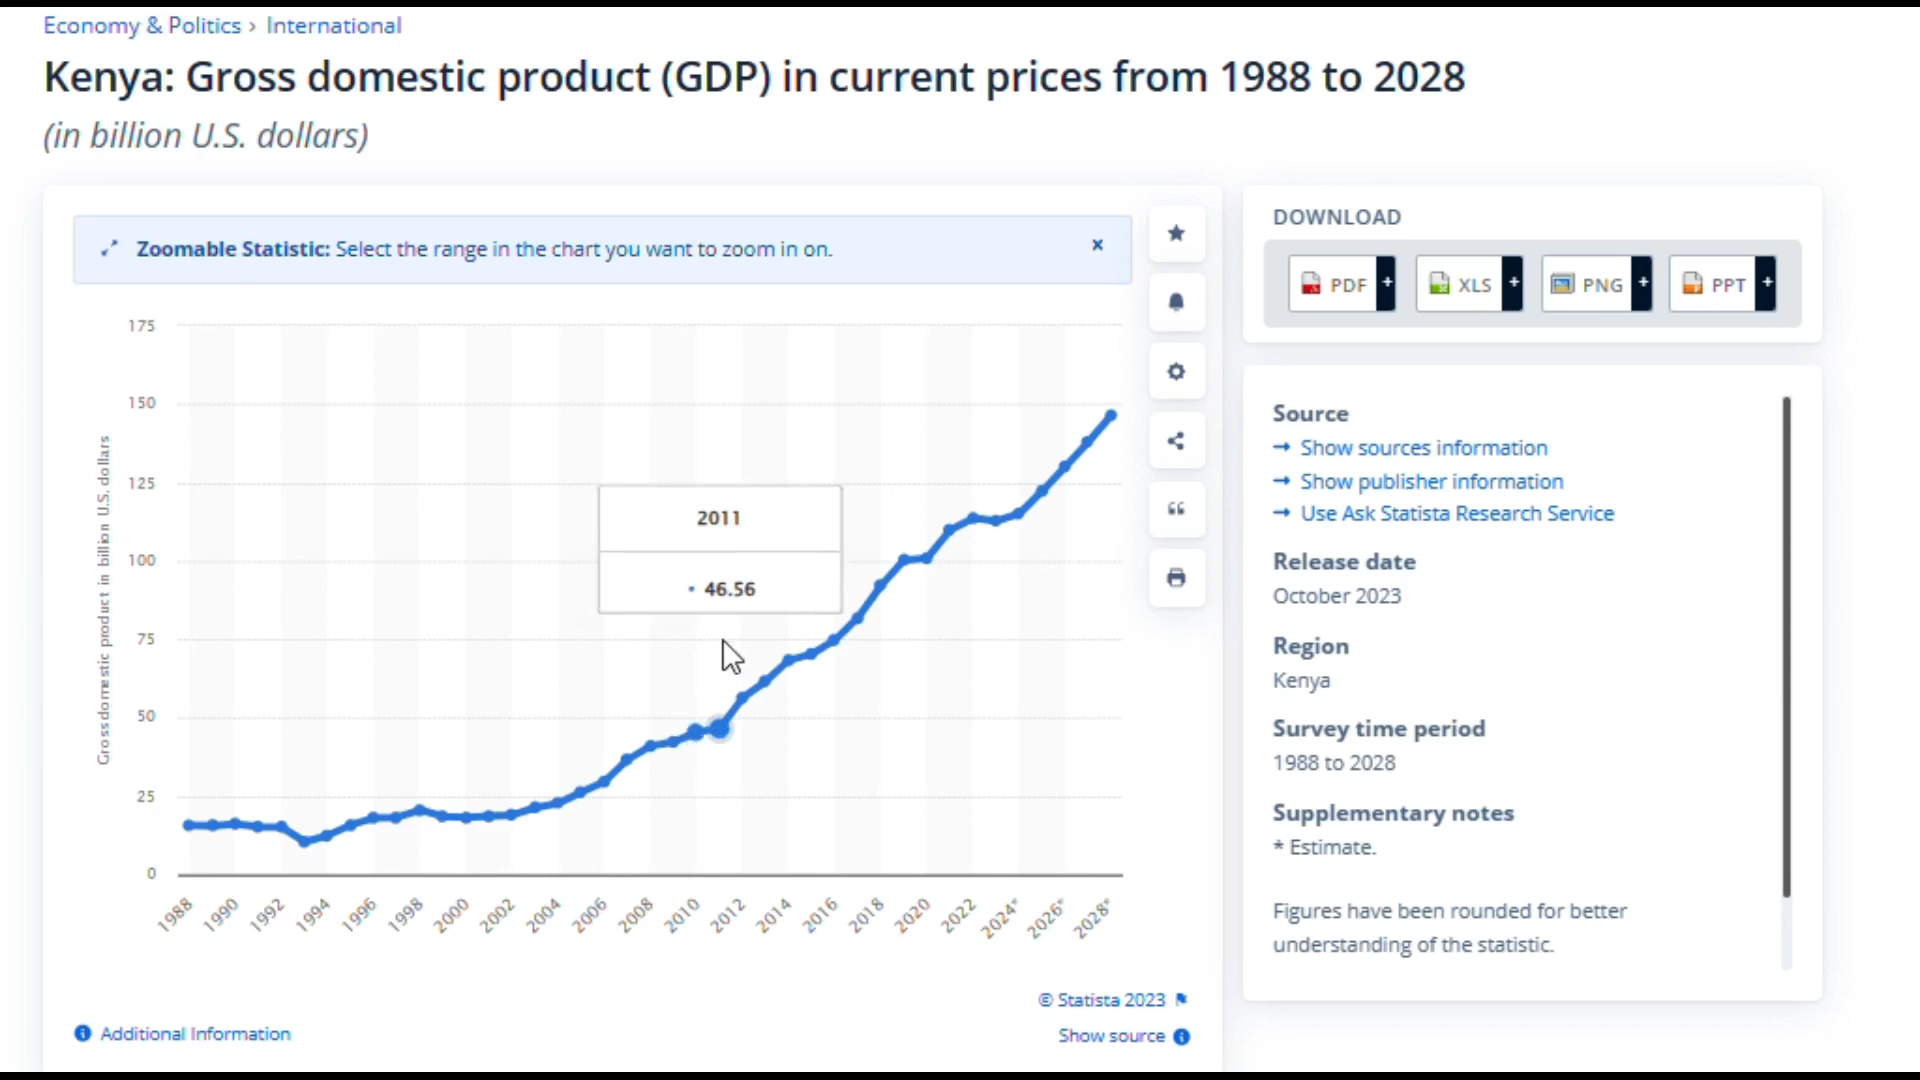 Economy & Politics › International
Kenya: Gross domestic product (GDP) in current prices from 1988 to 2028
(in billion U.S. dollars)
Zoomable Statistic: Select the range in the chart you want to zoom in on.
×
175
150
125
100
75
50
25
0
Gross domestic product in billion U.S. dollars
2011
• 46.56
1988
1990
1992
1994
1996
1998
2000
2002
2004
2006
2008
2010
2012
2014
2016
2018
2020
2022
2024*
2026*
2028*
© Statista 2023
Additional Information
Show source
DOWNLOAD
PDF + XLS + PNG + PPT +
Source
→ Show sources information
→ Show publisher information
→ Use Ask Statista Research Service
Release date
October 2023
Region
Kenya
Survey time period
1988 to 2028
Supplementary notes
* Estimate.
Figures have been rounded for better
understanding of the statistic.